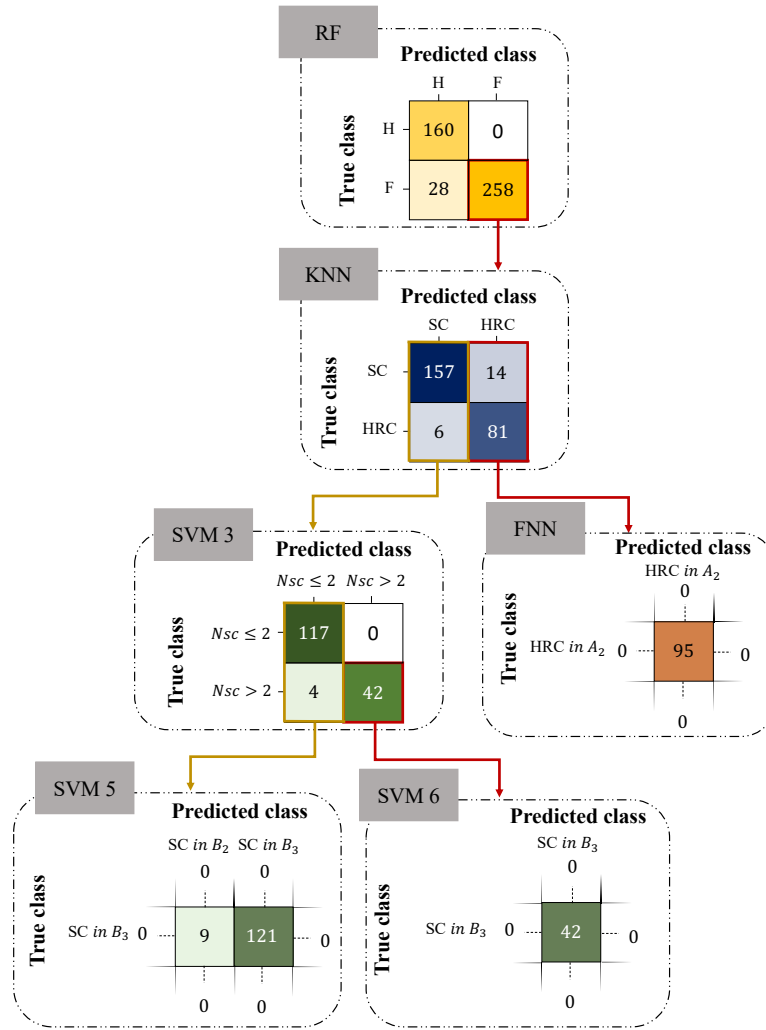 RF
Predicted class
H F
True class
H 160 0
F 28 258
KNN
Predicted class
SC HRC
True class
SC 157 14
HRC 6 81
SVM 3
Predicted class
Nsc ≤ 2 Nsc > 2
True class
Nsc ≤ 2 117 0
Nsc > 2 4 42
FNN
Predicted class
HRC in A₂
0
True class
HRC in A₂ 0 95 0
0
SVM 5
Predicted class
SC in B₂ SC in B₃
0 0
True class
SC in B₃ 0 9 121 0
0 0
SVM 6
Predicted class
SC in B₃
0
True class
SC in B₃ 0 42 0
0